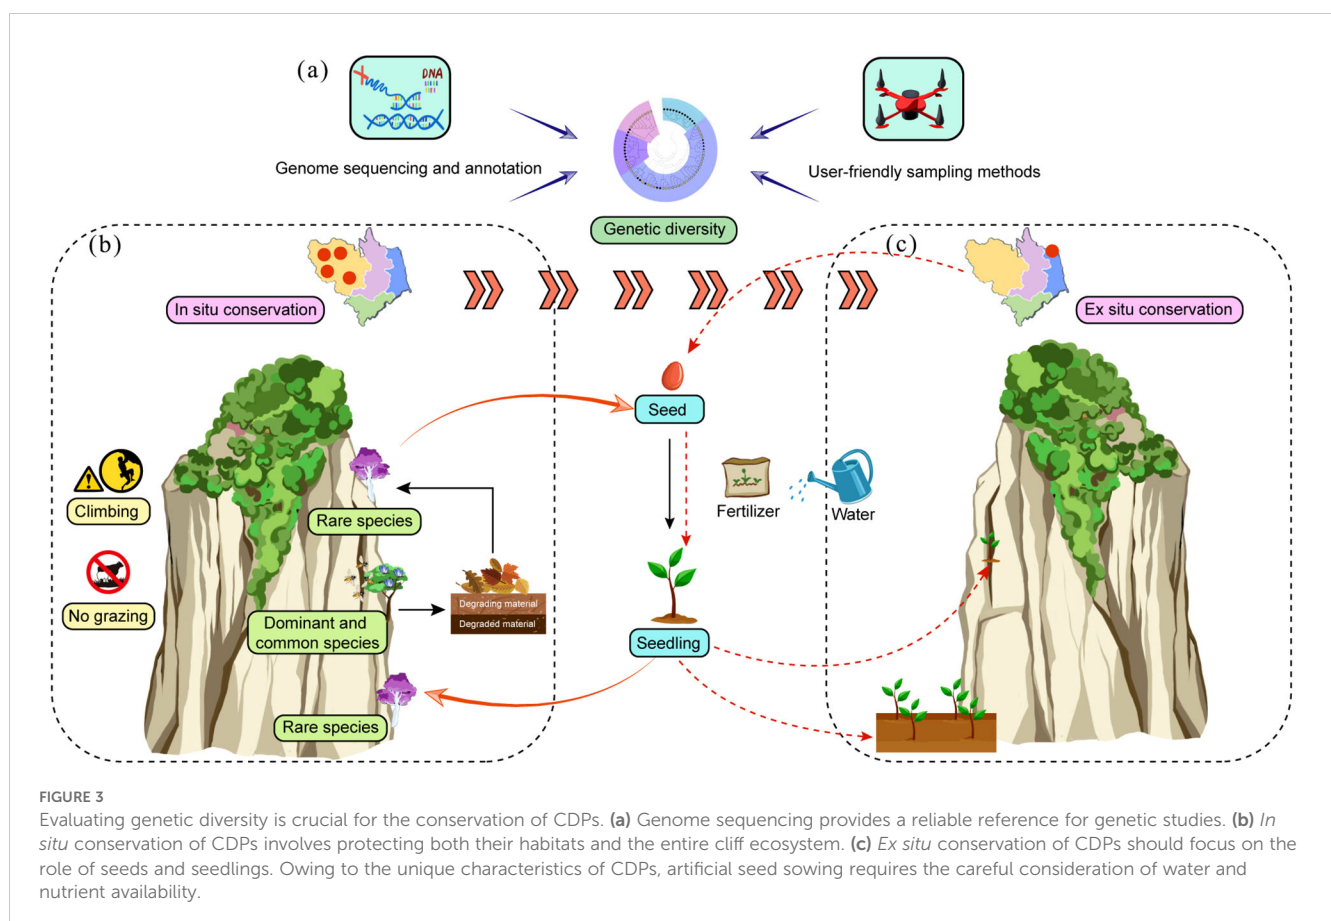 (a)
DNA
Genome sequencing and annotation
User-friendly sampling methods
Genetic diversity
(b)
(c)
In situ conservation
Ex situ conservation
Seed
Climbing
Rare species
Fertilizer
Water
No grazing
Degrading material
Degraded material
Dominant and
common species
Seedling
Rare species
FIGURE 3
Evaluating genetic diversity is crucial for the conservation of CDPs. (a) Genome sequencing provides a reliable reference for genetic studies. (b) In
situ conservation of CDPs involves protecting both their habitats and the entire cliff ecosystem. (c) Ex situ conservation of CDPs should focus on the
role of seeds and seedlings. Owing to the unique characteristics of CDPs, artificial seed sowing requires the careful consideration of water and
nutrient availability.